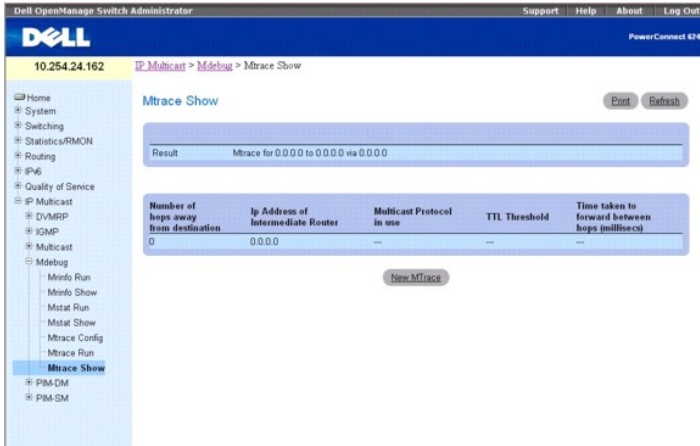 Dell OpenManage Switch Administrator
Support Help About Log Out
DELL
PowerConnect 624
10.254.24.162
IP Multicast > Mdebug > Mtrace Show
Home
System
Switching
Statistics/RMON
Routing
IPv6
Quality of Service
IP Multicast
DVMRP
IGMP
Multicast
Mdebug
Mrinfo Run
Mrinfo Show
Mstat Run
Mstat Show
Mtrace Config
Mtrace Run
Mtrace Show
PIM-DM
PIM-SM
Mtrace Show
Print Refresh
Result Mtrace for 0.0.0.0 to 0.0.0.0 via 0.0.0.0
Number of hops away from destination
Ip Address of Intermediate Router
Multicast Protocol in use
TTL Threshold
Time taken to forward between hops (millisecs)
0 0.0.0.0 --- --- ---
New MTrace